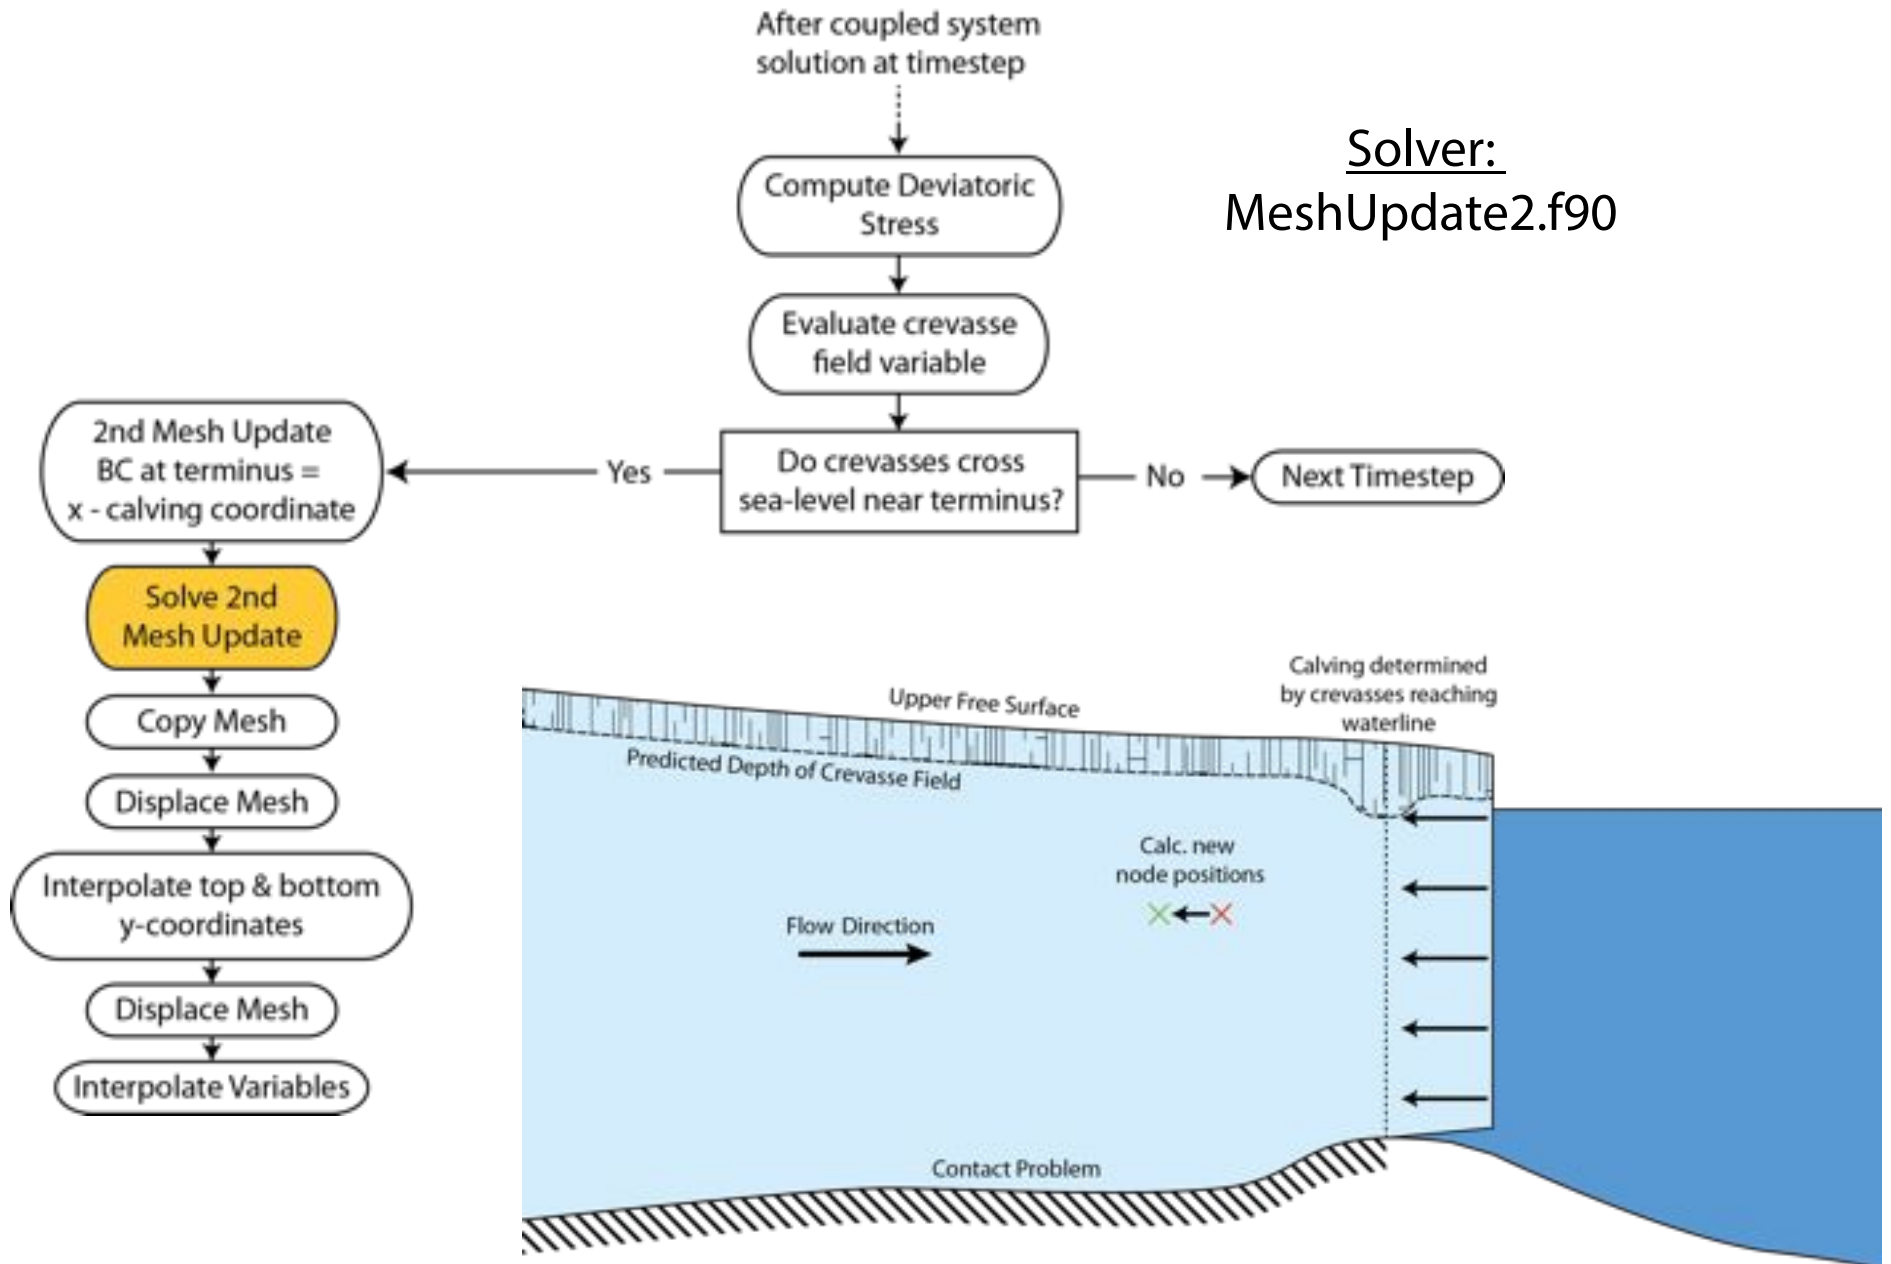 After coupled system
solution at timestep
Solver:
MeshUpdate2.f90
Compute Deviatoric
Stress
Evaluate crevasse
field variable
Do crevasses cross
sea-level near terminus?
Yes
No
Next Timestep
2nd Mesh Update
BC at terminus =
x - calving coordinate
Solve 2nd
Mesh Update
Copy Mesh
Displace Mesh
Interpolate top & bottom
y-coordinates
Displace Mesh
Interpolate Variables
Calving determined
by crevasses reaching
waterline
Upper Free Surface
Predicted Depth of Crevasse Field
Calc. new
node positions
Flow Direction
Contact Problem